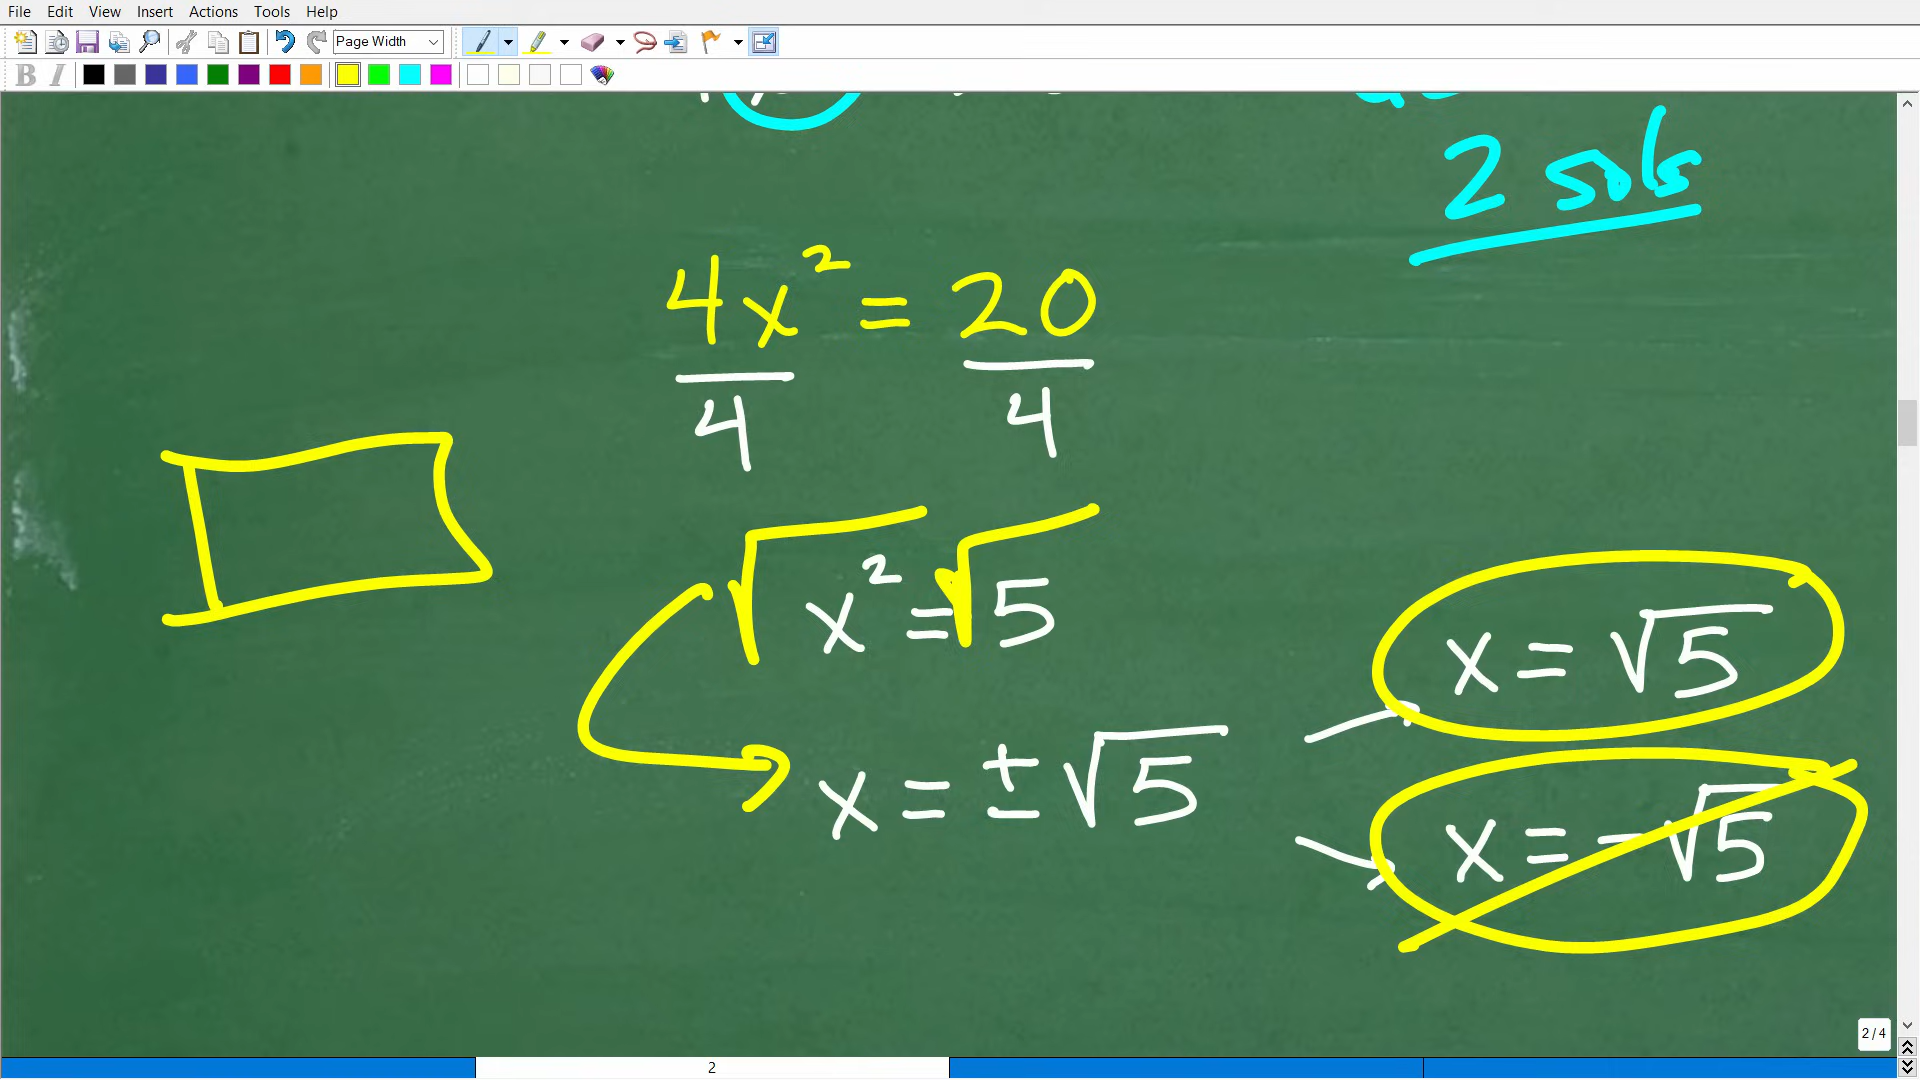 File Edit View Insert Actions Tools Help
Page Width
B I
2 sols
4x² = 20
4 4
√x² = √5
x = √5
x = ± √5
x = -√5
2 / 4
2